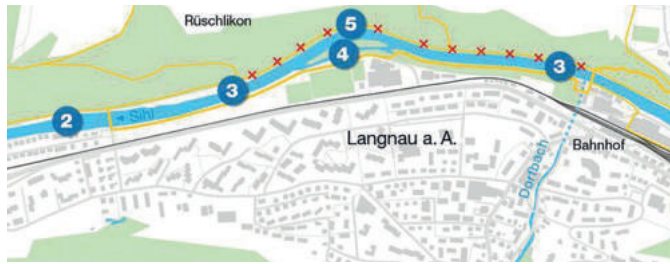 Rüschlikon
5
4
3
3
2
Sihl
Langnau a. A.
Bahnhof
Dorfbach